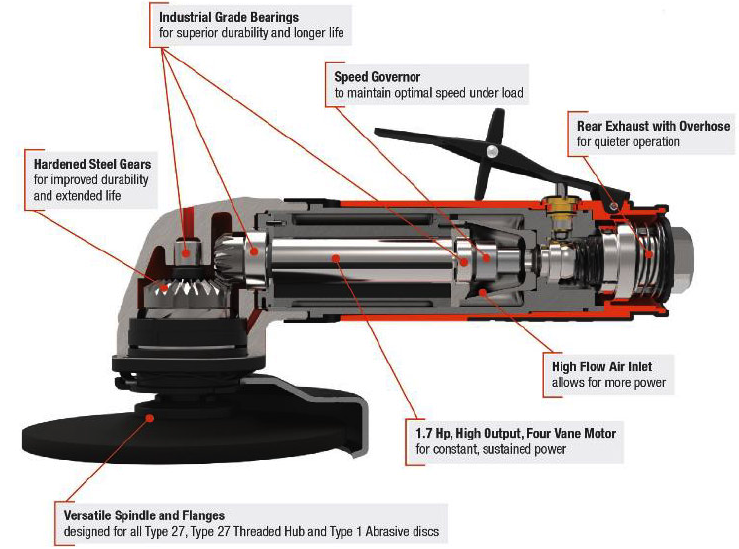 Industrial Grade Bearings
for superior durability and longer life
Speed Governor
to maintain optimal speed under load
Rear Exhaust with Overhose
for quieter operation
Hardened Steel Gears
for improved durability
and extended life
High Flow Air Inlet
allows for more power
1.7 Hp, High Output, Four Vane Motor
for constant, sustained power
Versatile Spindle and Flanges
designed for all Type 27, Type 27 Threaded Hub and Type 1 Abrasive discs